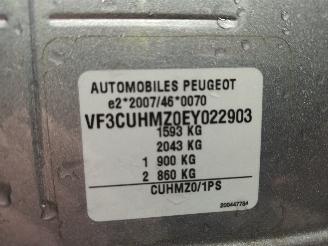 AUTOMOBILES PEUGEOT
e2*2007/46*0070
VF3CUHMZ0EY022903
1593 KG
2043 KG
1 900 KG
2 860 KG
CUHMZ0/1PS
200447784